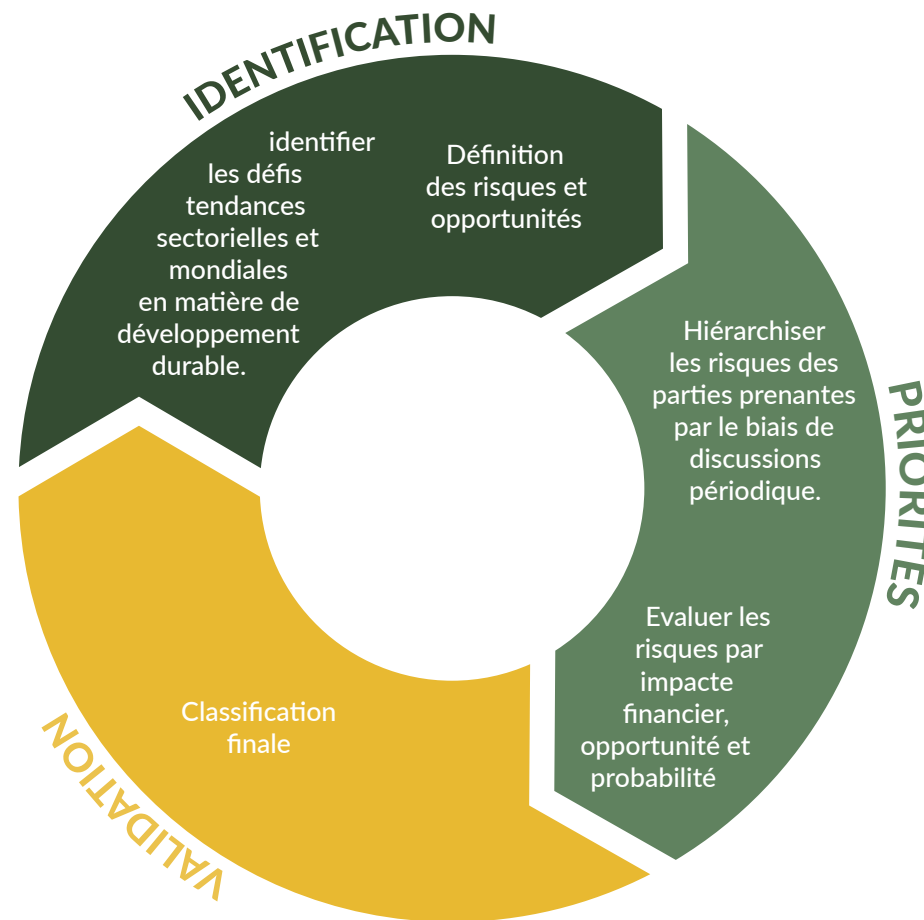 IDENTIFICATION
identifier
les défis
tendances
sectorielles et
mondiales
en matière de
développement
durable.
Définition
des risques et
opportunités
PRIORITÉS
Hiérarchiser
les risques des
parties prenantes
par le biais de
discussions
périodique.
Evaluer les
risques par
impacte
financier,
opportunité et
probabilité
VALIDATION
Classification
finale